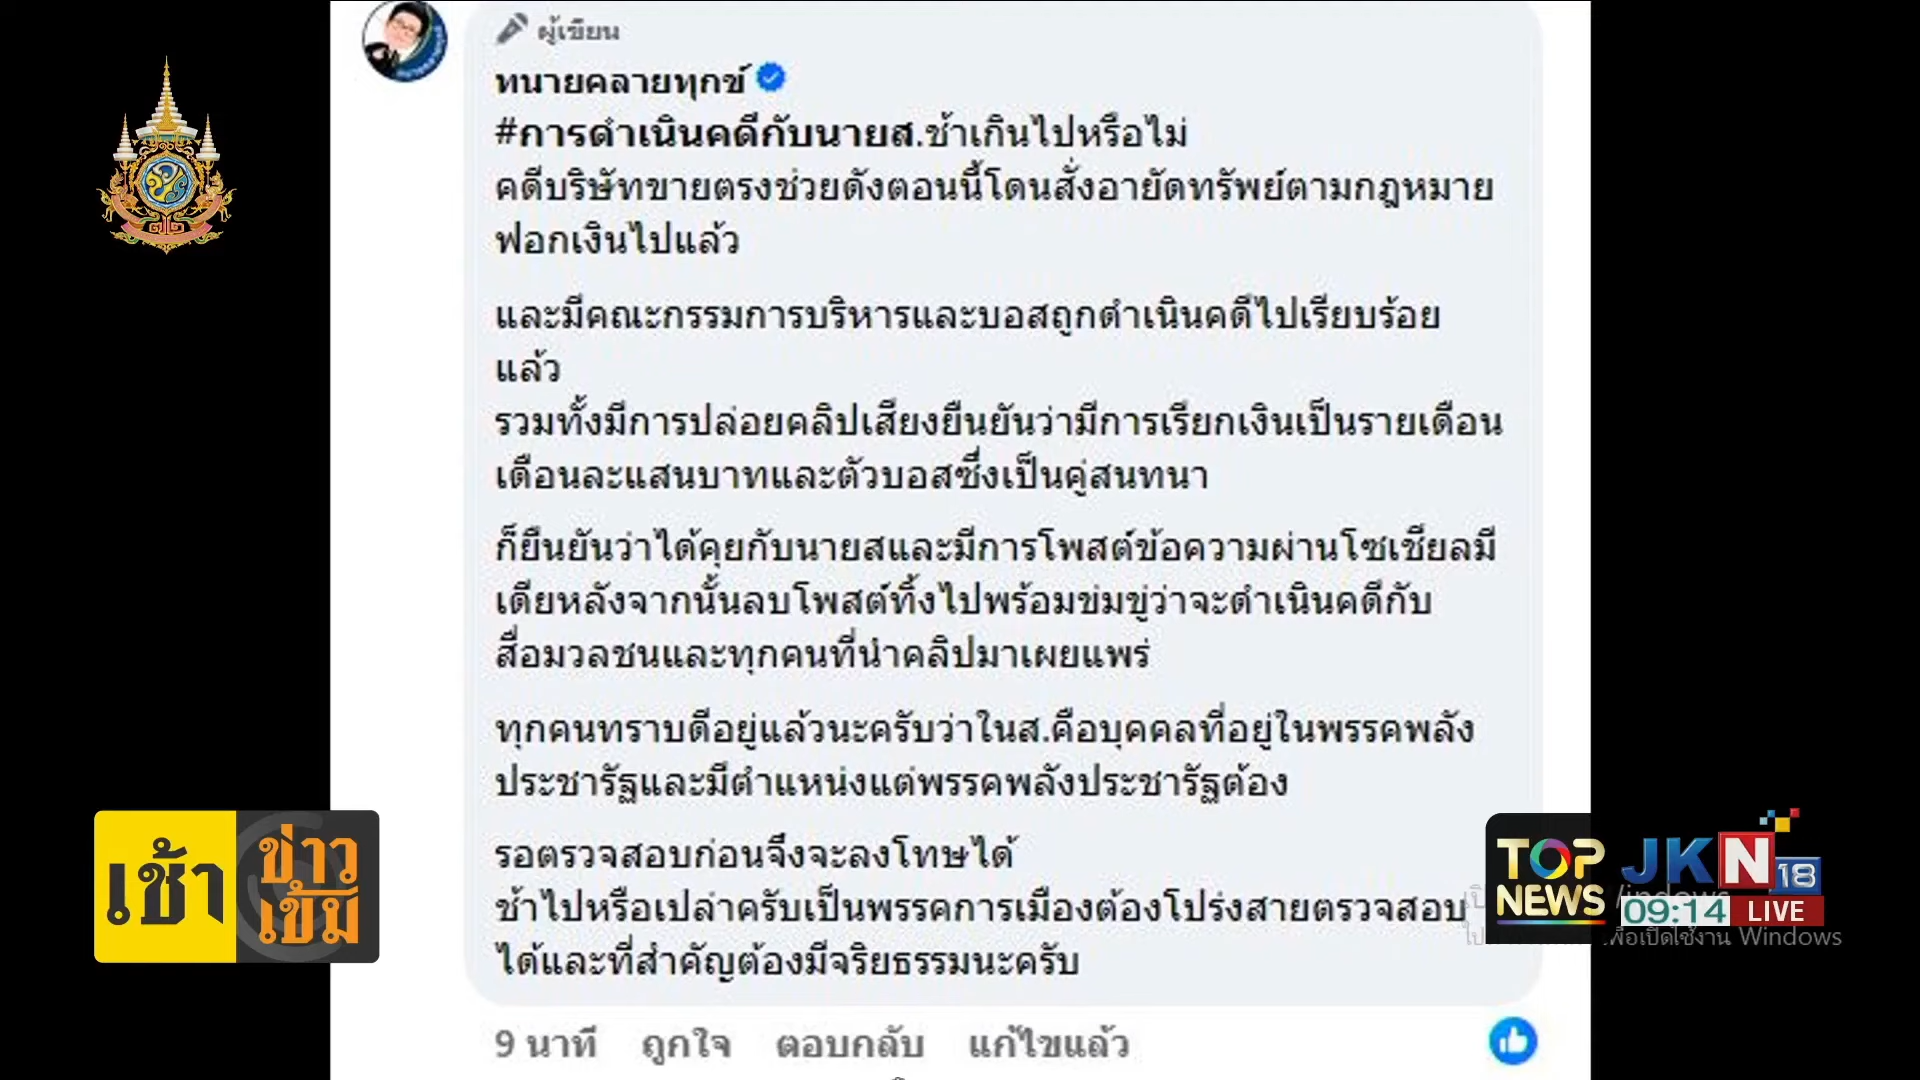 ผู้เขียน
ทนายคลายทุกข์
#การดำเนินคดีกับนายส.ช้าเกินไปหรือไม่
คดีบริษัทขายตรงช่วยดังตอนนี้โดนสั่งอายัดทรัพย์ตามกฎหมาย
ฟอกเงินไปแล้ว
และมีคณะกรรมการบริหารและบอสถูกดำเนินคดีไปเรียบร้อย
แล้ว
รวมทั้งมีการปล่อยคลิปเสียงยืนยันว่ามีการเรียกเงินเป็นรายเดือน
เดือนละแสนบาทและตัวบอสซึ่งเป็นคู่สนทนา
ก็ยืนยันว่าได้คุยกับนายสและมีการโพสต์ข้อความผ่านโซเชียลมี
เดียหลังจากนั้นลบโพสต์ทิ้งไปพร้อมข่มขู่ว่าจะดำเนินคดีกับ
สื่อมวลชนและทุกคนที่นำคลิปมาเผยแพร่
ทุกคนทราบดีอยู่แล้วนะครับว่าในส.คือบุคคลที่อยู่ในพรรคพลัง
ประชารัฐและมีตำแหน่งแต่พรรคพลังประชารัฐต้อง
รอตรวจสอบก่อนจึงจะลงโทษได้
ช้าไปหรือเปล่าครับเป็นพรรคการเมืองต้องโปร่งสายตรวจสอบ
ได้และที่สำคัญต้องมีจริยธรรมนะครับ
9 นาที ถูกใจ ตอบกลับ แก้ไขแล้ว
เช้า ข่าว
เข้ม
TOP
NEWS
JKN 18
09:14 LIVE
เพื่อเปิดใช้งาน Windows
๗๒